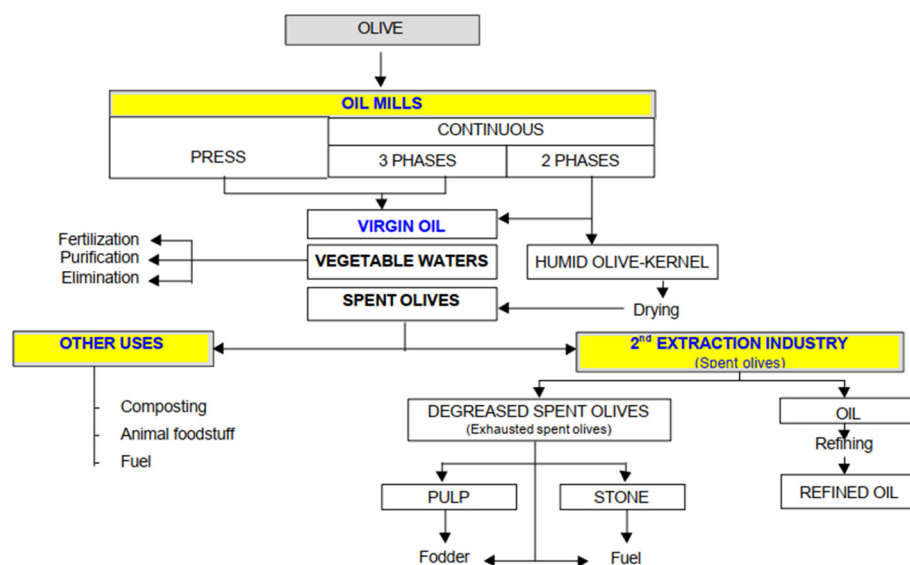 OLIVE
OIL MILLS
CONTINUOUS
PRESS
3 PHASES
2 PHASES
VIRGIN OIL
Fertilization
Purification
Elimination
VEGETABLE WATERS
HUMID OLIVE-KERNEL
SPENT OLIVES
Drying
OTHER USES
2nd EXTRACTION INDUSTRY
(Spent olives)
- Composting
- Animal foodstuff
- Fuel
DEGREASED SPENT OLIVES
(Exhausted spent olives)
OIL
Refining
REFINED OIL
PULP
STONE
Fodder
Fuel